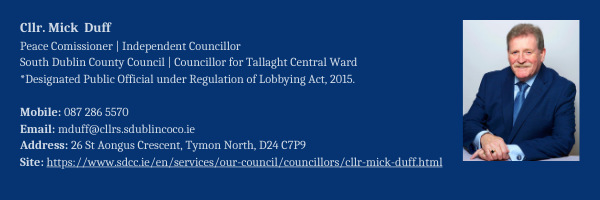 Cllr. Mick Duff
Peace Comissioner | Independent Councillor
South Dublin County Council | Councillor for Tallaght Central Ward
*Designated Public Official under Regulation of Lobbying Act, 2015.
Mobile: 087 286 5570
Email: mduff@cllrs.sdublincoco.ie
Address: 26 St Aongus Crescent, Tymon North, D24 C7P9
Site: https://www.sdcc.ie/en/services/our-council/councillors/cllr-mick-duff.html